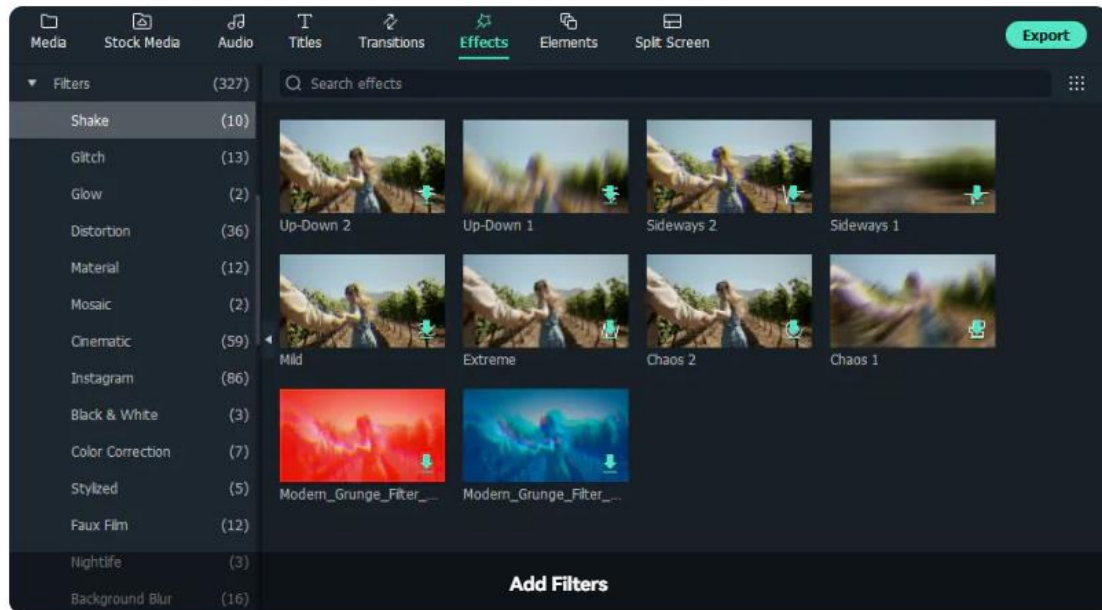 Media Stock Media Audio Titles Transitions Effects Elements Split Screen Export
Filters (327)
Search effects
Shake (10)
Glitch (13)
Glow (2)
Distortion (36)
Material (12)
Mosaic (2)
Cinematic (59)
Instagram (86)
Black & White (3)
Color Correction (7)
Stylized (5)
Faux Film (12)
Nightlife (3)
Background Blur (16)
Up-Down 2 Up-Down 1 Sideways 2 Sideways 1
Mild Extreme Chaos 2 Chaos 1
Modern_Grunge_Filter_... Modern_Grunge_Filter_...
Add Filters